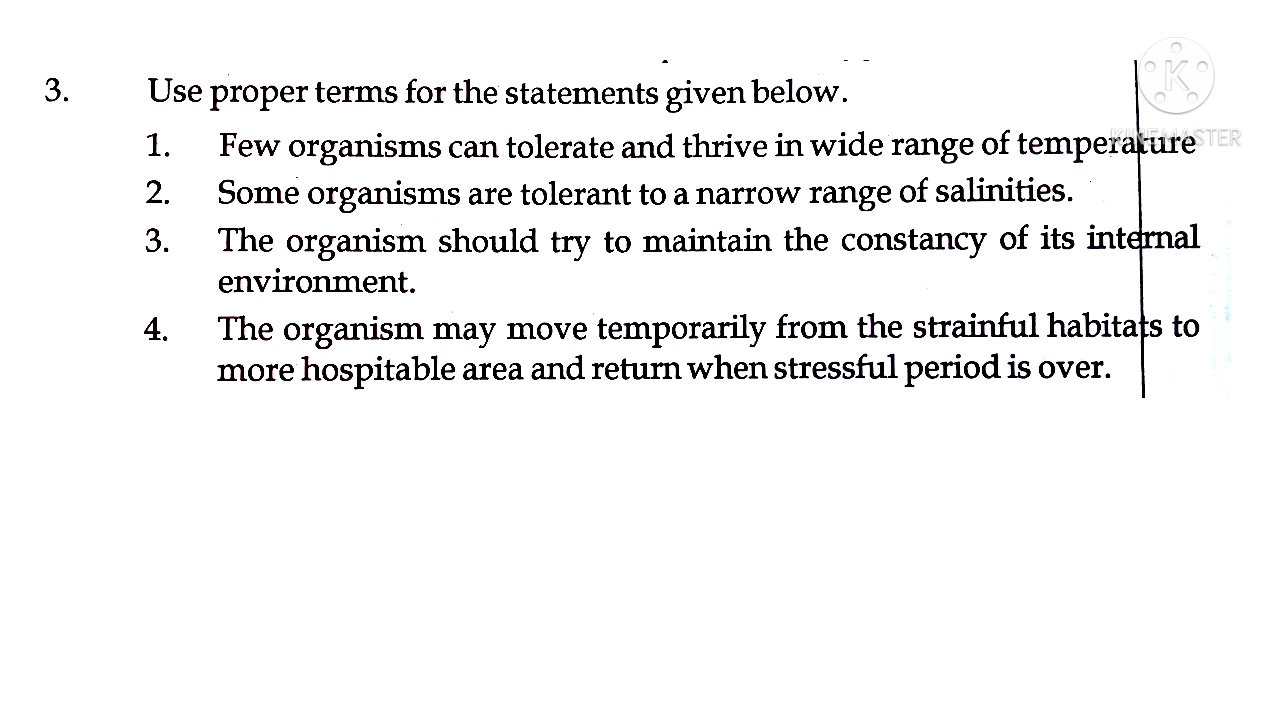 3. Use proper terms for the statements given below.
1. Few organisms can tolerate and thrive in wide range of temperature
2. Some organisms are tolerant to a narrow range of salinities.
3. The organism should try to maintain the constancy of its internal
environment.
4. The organism may move temporarily from the strainful habitats to
more hospitable area and return when stressful period is over.
K
KINEMASTER